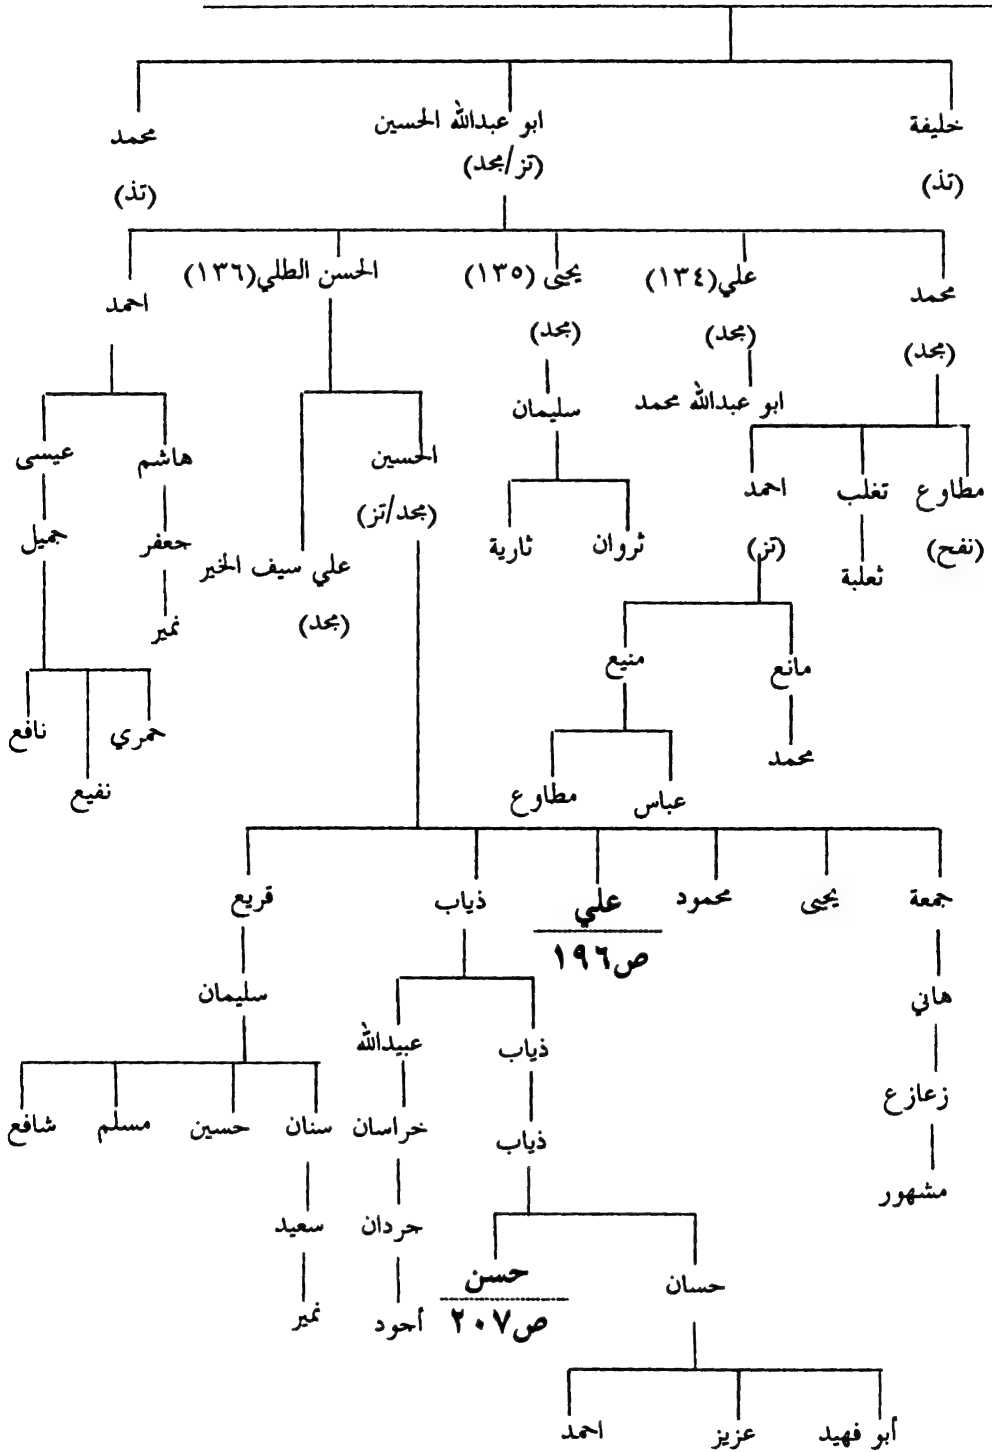 خليفة ابو عبدالله الحسين محمد
(تذ) (تز/مجد) (تذ)
محمد علي(١٣٤) يحيى (١٣٥) الحسن الطلي(١٣٦) احمد
(مجد) (مجد) (مجد)
ابو عبدالله محمد سليمان
مطاوع تغلب احمد الحسين هاشم عيسى
(نفح) (تز) (مجد/تز)
ثعلبة ثروان ثارية علي سيف الخير جعفر جميل
(مجد) نمير
مانع منيع
محمد حمري نافع
عباس مطاوع نفيع
جمعة يحيى محمود علي ذياب قريع
ص١٩٦
هاني سليمان
ذياب عبيدالله
زعازع
ذياب خراسان سنان حسين مسلم شافع
مشهور
حردان سعيد
حسان حسن
ص٢٠٧ أحود نمير
أبو فهيد عزيز احمد